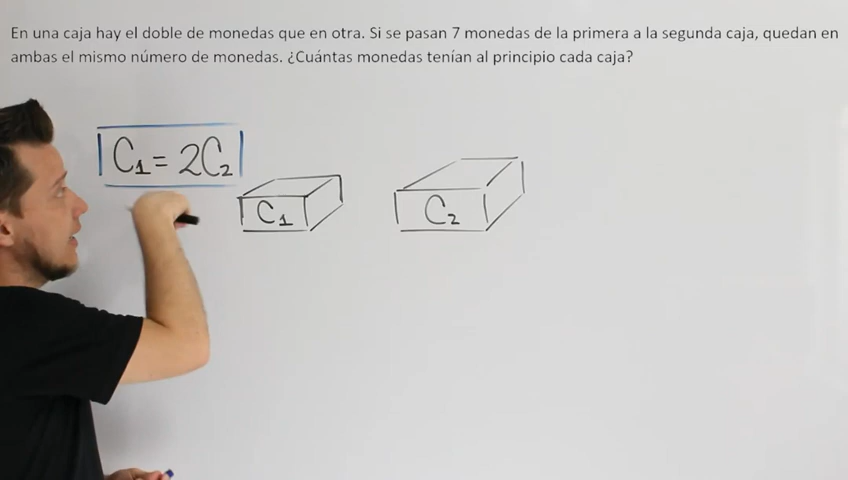 En una caja hay el doble de monedas que en otra. Si se pasan 7 monedas de la primera a la segunda caja, quedan en
ambas el mismo número de monedas. ¿Cuántas monedas tenían al principio cada caja?
C₁ = 2C₂
C₁
C₂